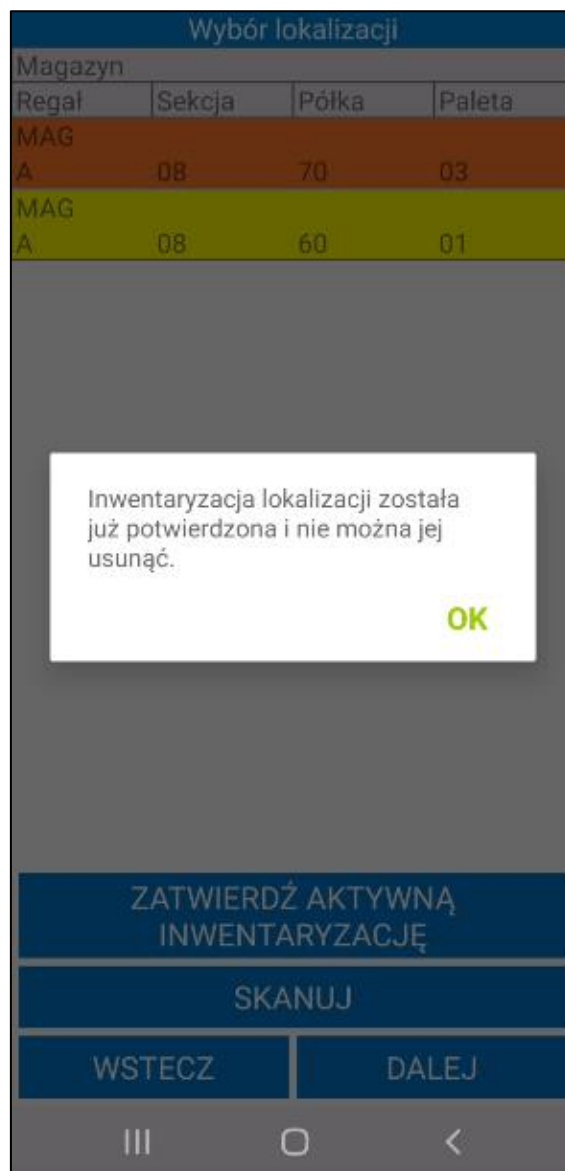 Wybór lokalizacji
Magazyn
Regał Sekcja Półka Paleta
MAG
A 08 70 03
MAG
A 08 60 01
Inwentaryzacja lokalizacji została
już potwierdzona i nie można jej
usunąć.
OK
ZATWIERDŹ AKTYWNĄ
INWENTARYZACJĘ
SKANUJ
WSTECZ DALEJ